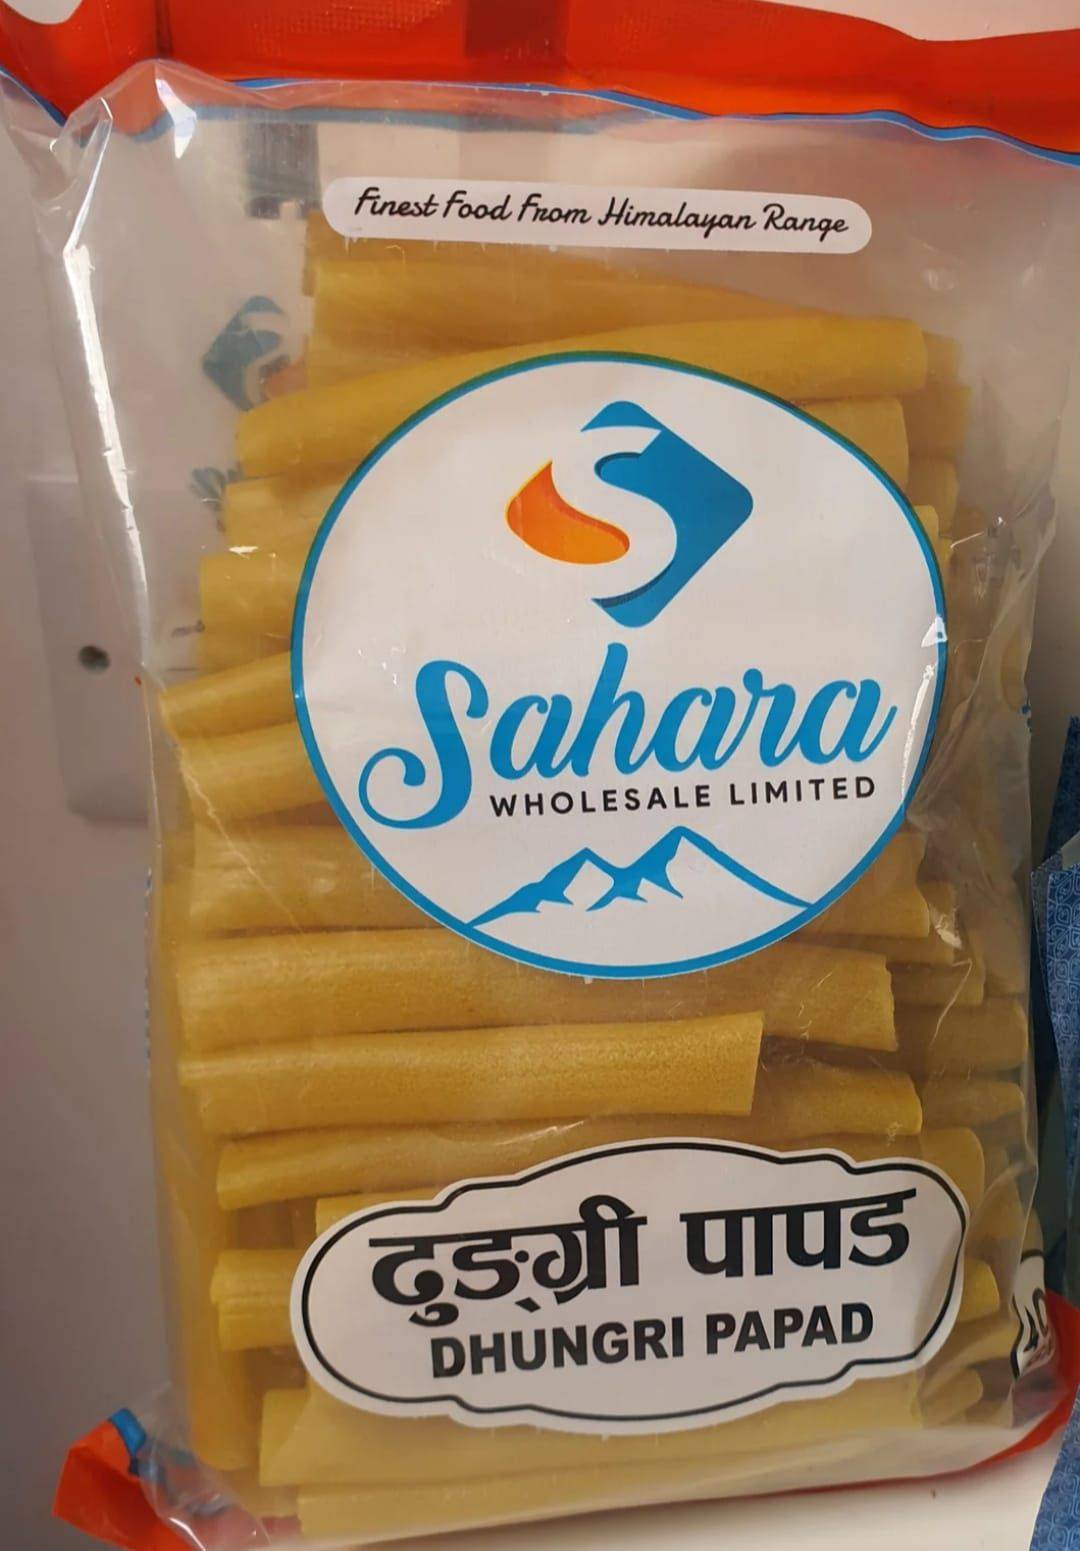 Finest Food From Himalayan Range
S
Sahara
WHOLESALE LIMITED
ढुङ्ग्री पापड
DHUNGRI PAPAD